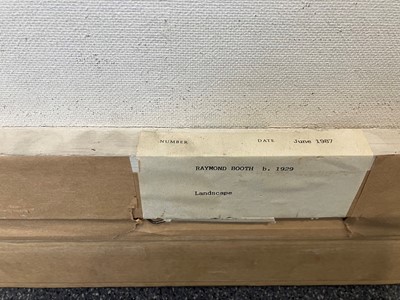 NUMBER DATE June 1987
RAYMOND BOOTH b. 1929
Landscape